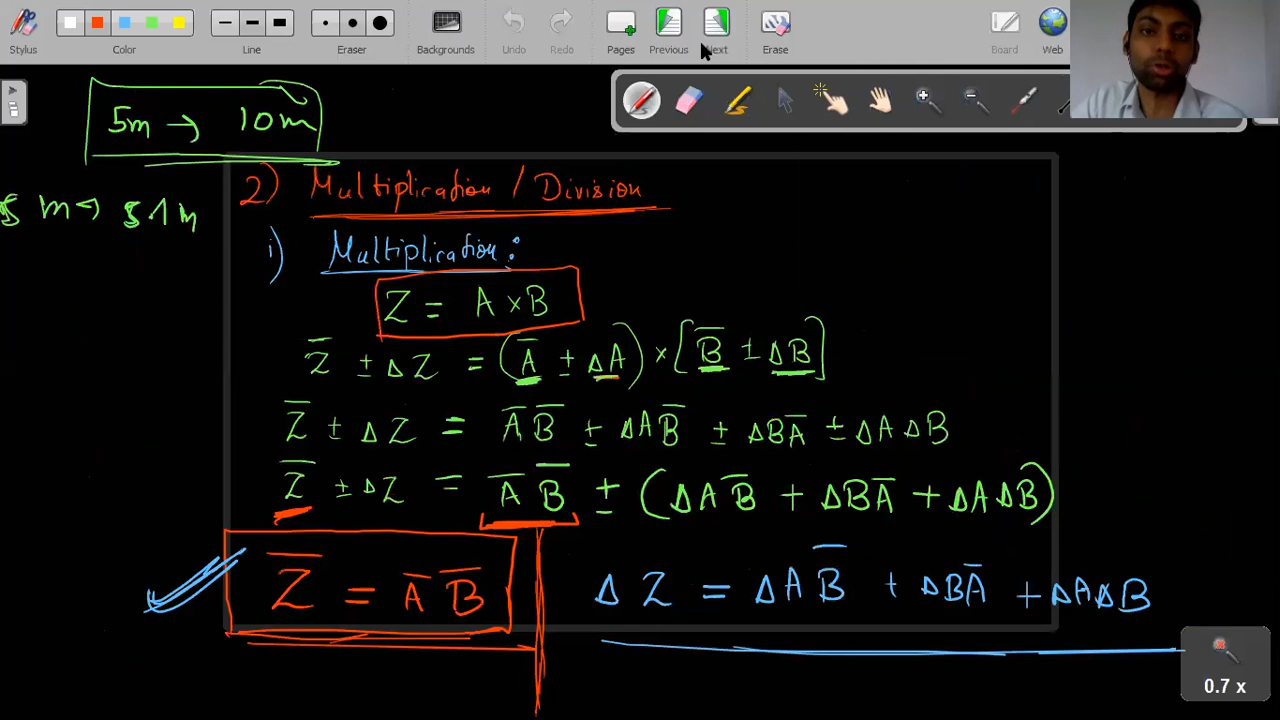 Stylus Color Line Eraser Backgrounds Undo Redo Pages Previous Next Erase Board Web
5m → 10m
5 m → 5.1m
2) Multiplication / Division
i) Multiplication:
Z = A × B
Z̄ ± ΔZ = (Ā ± ΔA) × [B̄ ± ΔB]
Z̄ ± ΔZ = ĀB̄ ± ΔAB̄ ± ΔBĀ ± ΔAΔB
Z̄ ± ΔZ = ĀB̄ ± (ΔAB̄ + ΔBĀ + ΔAΔB)
Z̄ = ĀB̄
ΔZ = ΔAB̄ + ΔBĀ + ΔAΔB
0.7 x